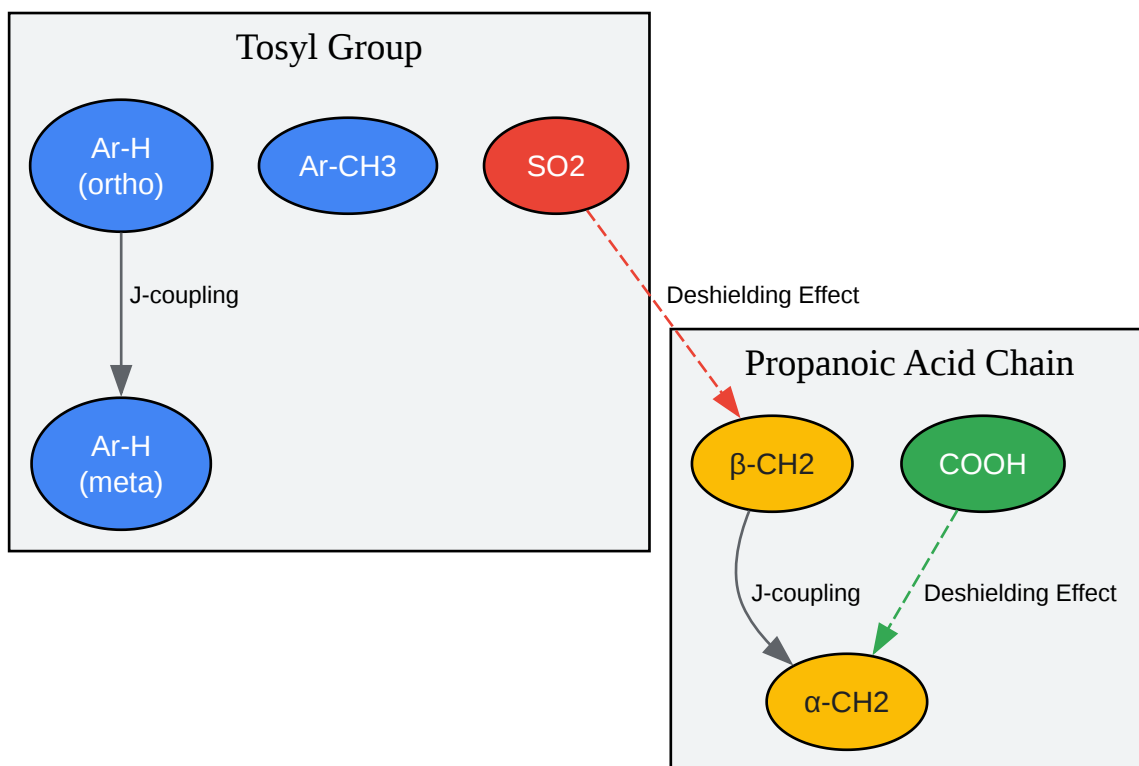 Tosyl Group
Ar-H
(ortho)
Ar-CH3
SO2
J-coupling
Deshielding Effect
Ar-H
(meta)
Propanoic Acid Chain
β-CH2
COOH
J-coupling
Deshielding Effect
α-CH2